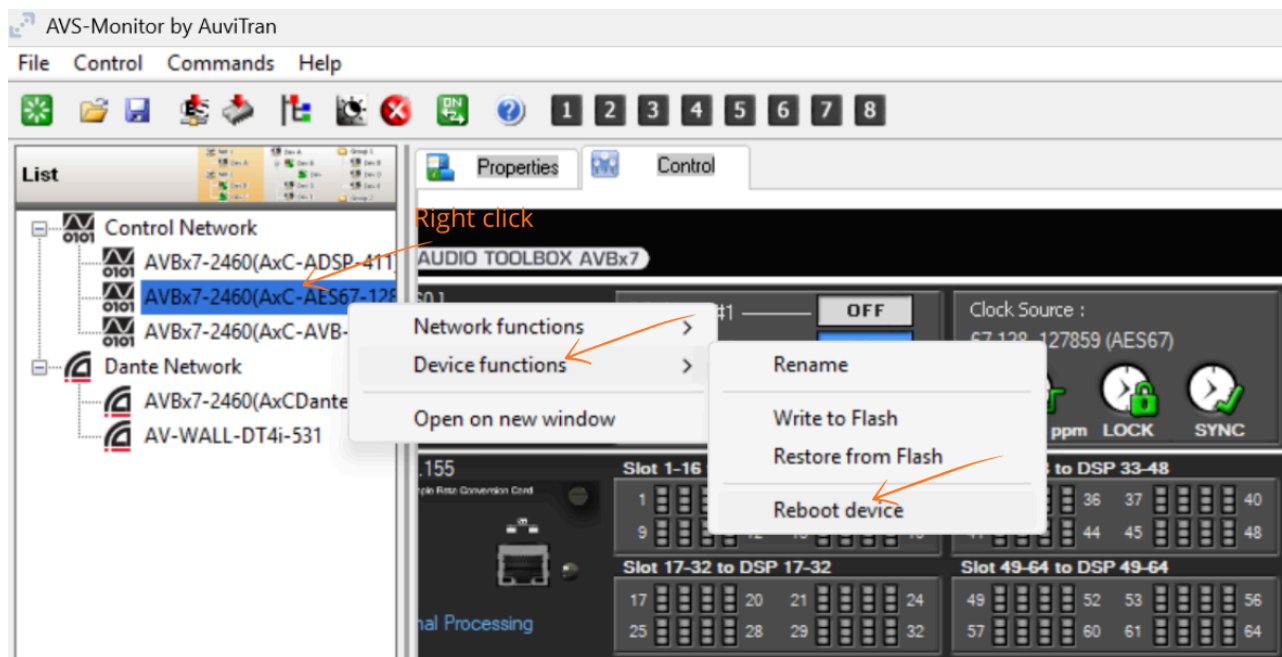 AVS-Monitor by AuviTran
File Control Commands Help
1 2 3 4 5 6 7 8
List
Properties Control
Control Network
AVBx7-2460(AxC-ADSP-411
AVBx7-2460(AxC-AES67-128
AVBx7-2460(AxC-AVB-
Dante Network
AVBx7-2460(AxCDante
AV-WALL-DT4i-531
Right click
AUDIO TOOLBOX AVBx7
#1 OFF
Clock Source :
67.128 127859 (AES67)
ppm LOCK SYNC
Network functions
Device functions
Open on new window
Rename
Write to Flash
Restore from Flash
Reboot device
.155
Slot 1-16
to DSP 33-48
1
36 37 40
9
44 45 48
Slot 17-32 to DSP 17-32
Slot 49-64 to DSP 49-64
17 20 21 24
49 52 53 56
25 28 29 32
57 60 61 64
nal Processing